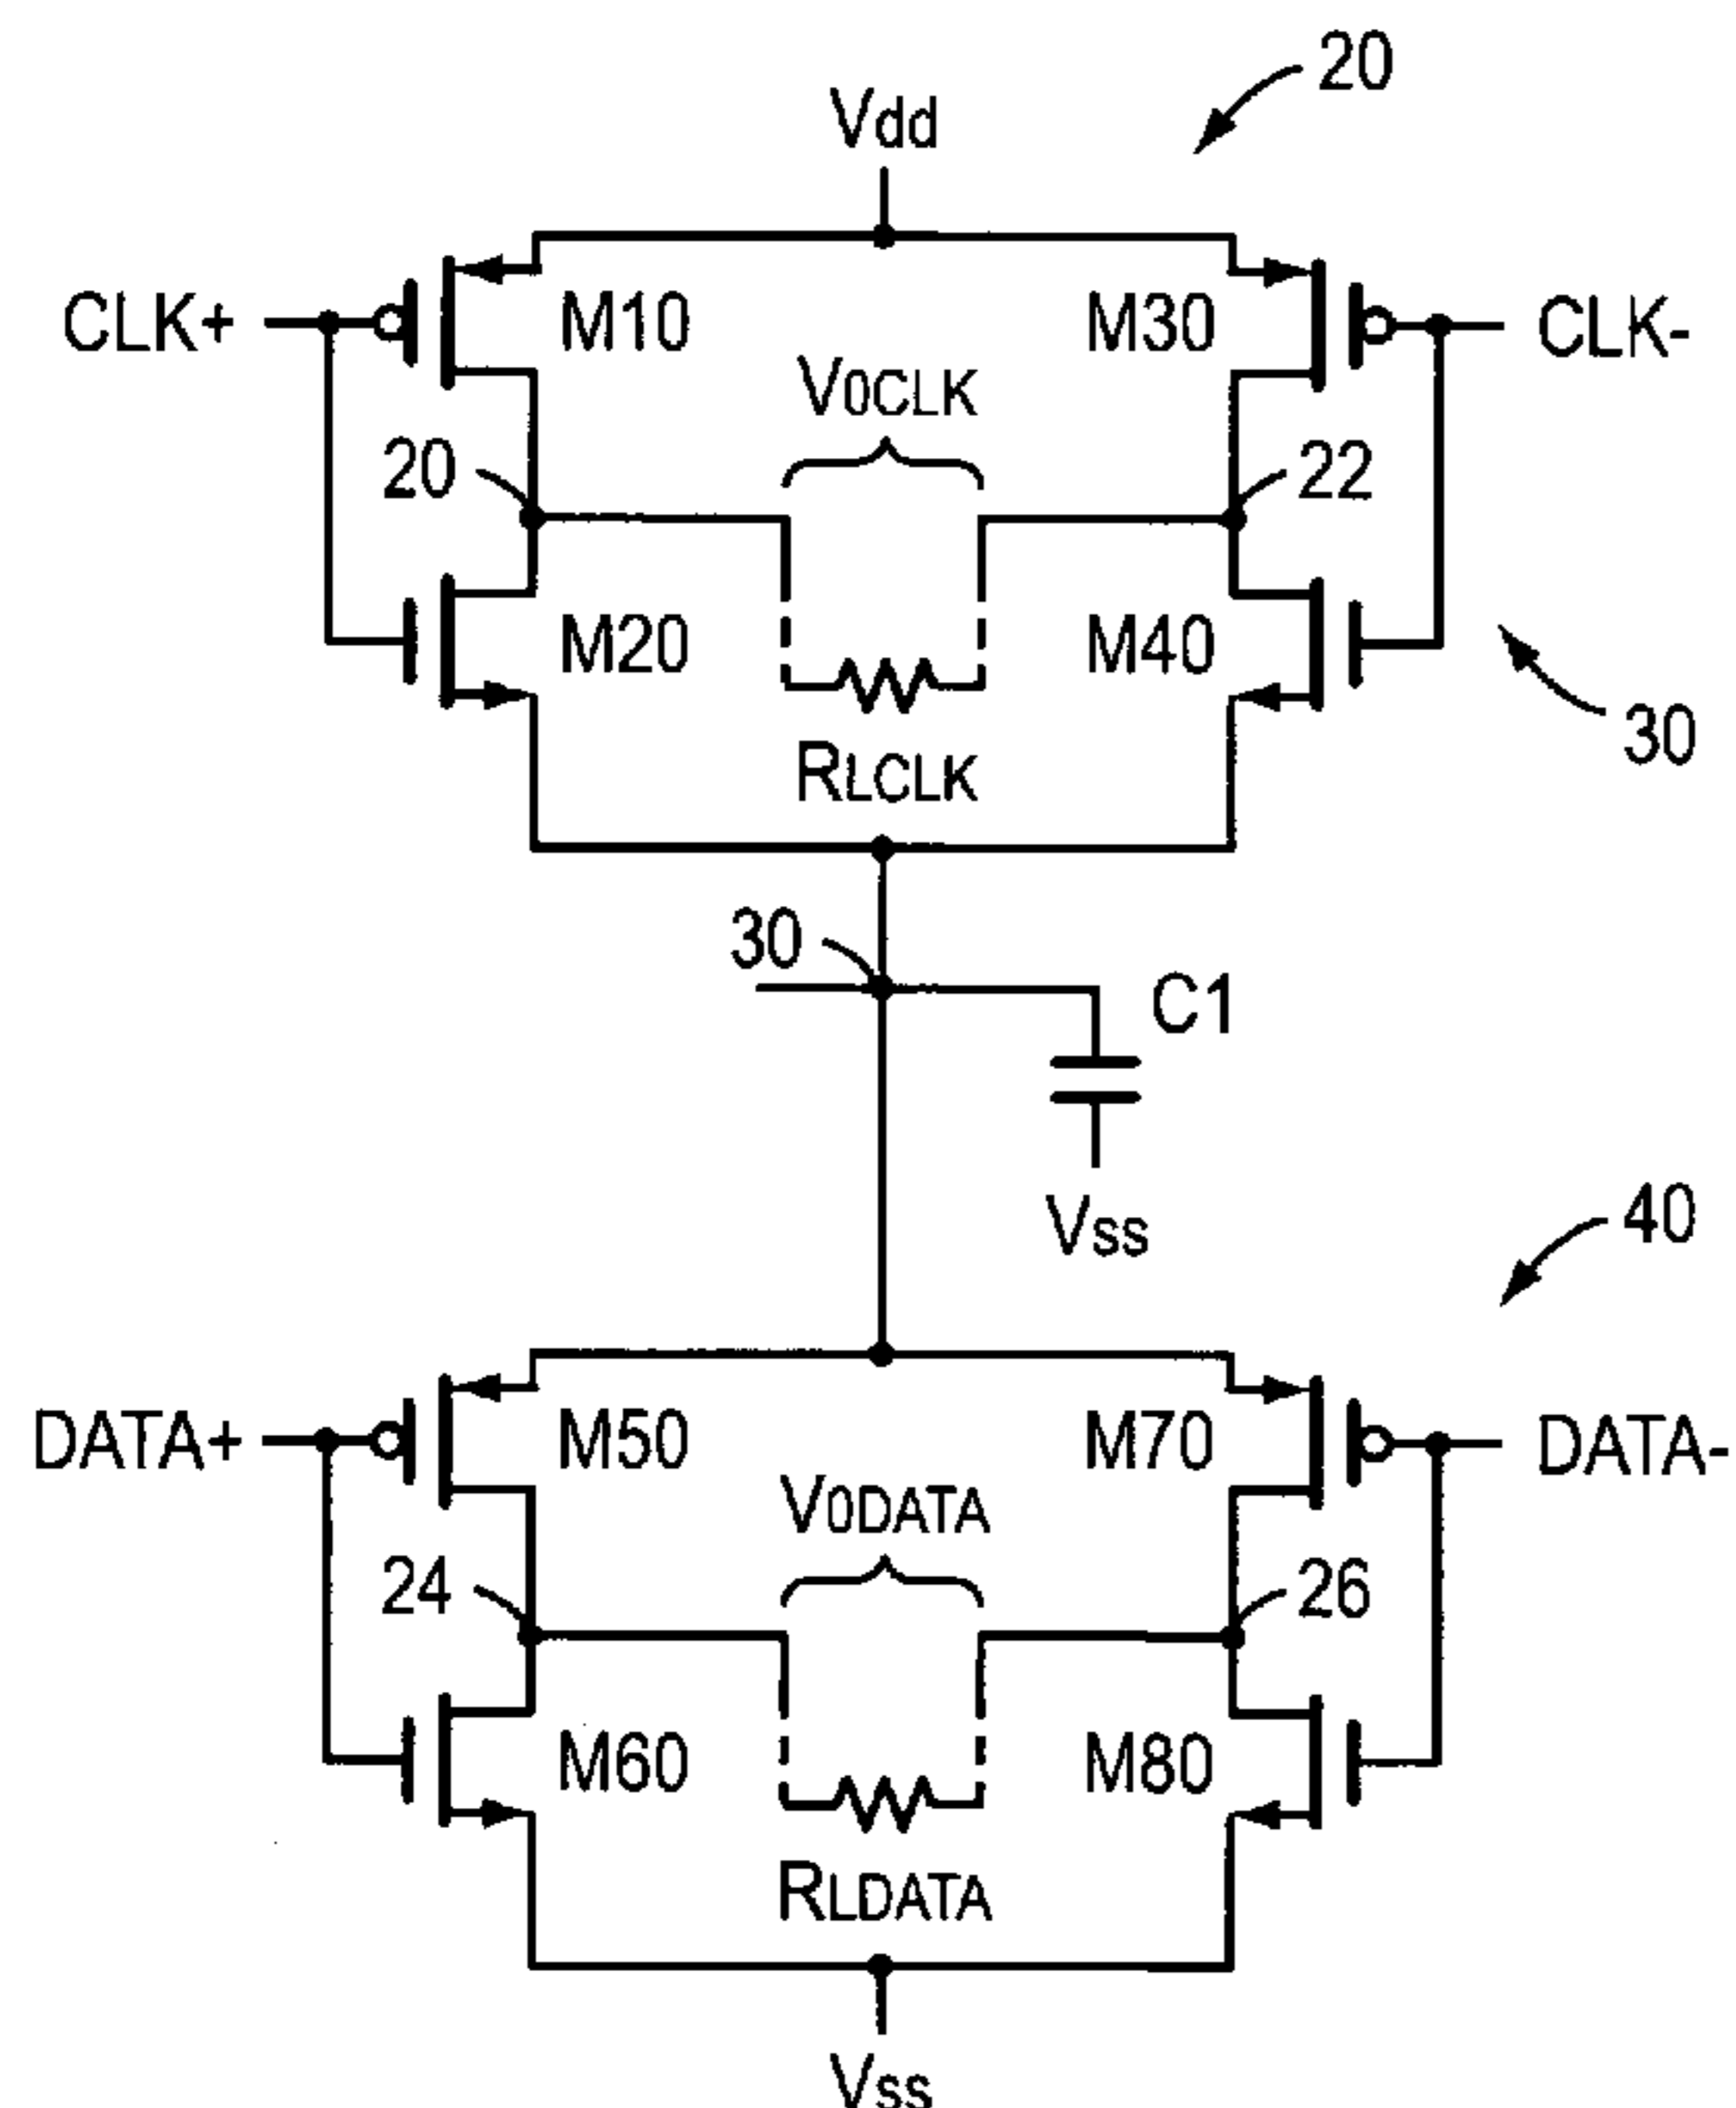 20
Vdd
CLK+
M10
M30
CLK-
V0CLK
20
22
M20
M40
30
RLCLK
30
C1
Vss
40
DATA+
M50
M70
DATA-
V0DATA
24
26
M60
M80
RLDATA
Vss